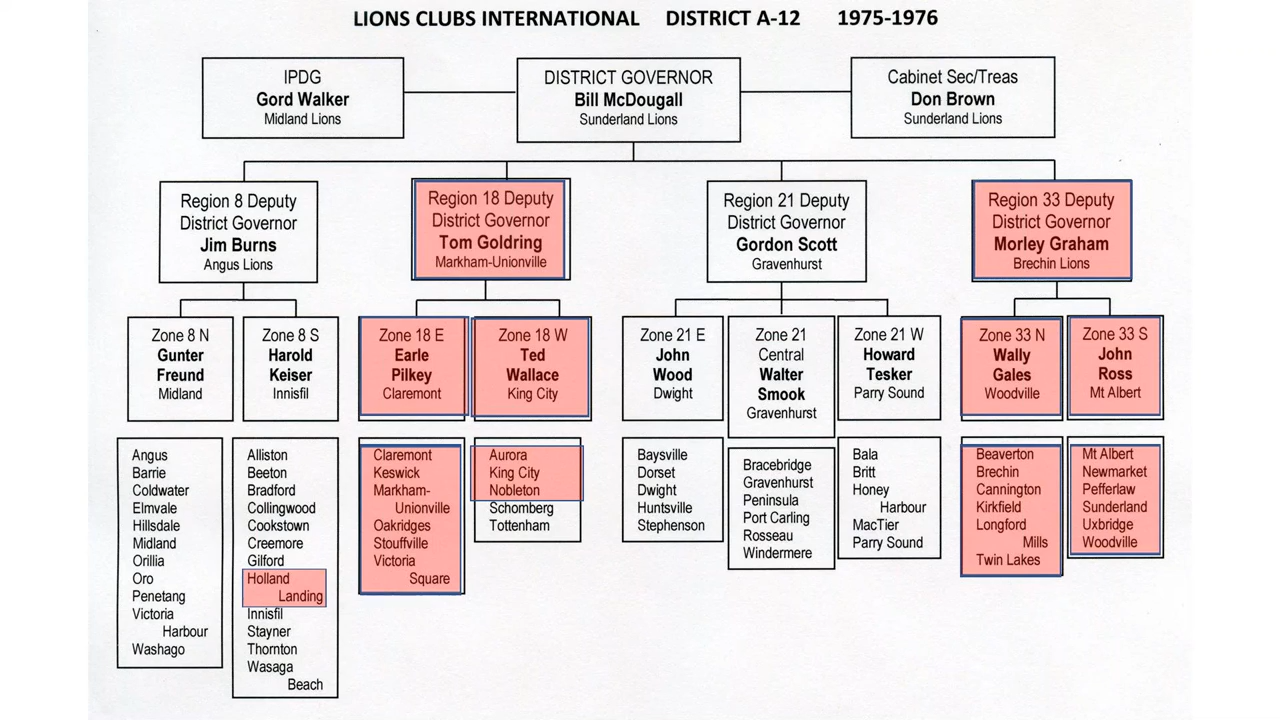 LIONS CLUBS INTERNATIONAL DISTRICT A-12 1975-1976
IPDG
Gord Walker
Midland Lions
DISTRICT GOVERNOR
Bill McDougall
Sunderland Lions
Cabinet Sec/Treas
Don Brown
Sunderland Lions
Region 8 Deputy
District Governor
Jim Burns
Angus Lions
Region 18 Deputy
District Governor
Tom Goldring
Markham-Unionville
Region 21 Deputy
District Governor
Gordon Scott
Gravenhurst
Region 33 Deputy
District Governor
Morley Graham
Brechin Lions
Zone 8 N
Gunter
Freund
Midland
Zone 8 S
Harold
Keiser
Innisfil
Zone 18 E
Earle
Pilkey
Claremont
Zone 18 W
Ted
Wallace
King City
Zone 21 E
John
Wood
Dwight
Zone 21
Central
Walter
Smook
Gravenhurst
Zone 21 W
Howard
Tesker
Parry Sound
Zone 33 N
Wally
Gales
Woodville
Zone 33 S
John
Ross
Mt Albert
Angus
Barrie
Coldwater
Elmvale
Hillsdale
Midland
Orillia
Oro
Penetang
Victoria
Harbour
Washago
Alliston
Beeton
Bradford
Collingwood
Cookstown
Creemore
Gilford
Holland
Landing
Innisfil
Stayner
Thornton
Wasaga
Beach
Claremont
Keswick
Markham-
Unionville
Oakridges
Stouffville
Victoria
Square
Aurora
King City
Nobleton
Schomberg
Tottenham
Baysville
Dorset
Dwight
Huntsville
Stephenson
Bracebridge
Gravenhurst
Peninsula
Port Carling
Rosseau
Windermere
Bala
Britt
Honey
Harbour
MacTier
Parry Sound
Beaverton
Brechin
Cannington
Kirkfield
Longford
Mills
Twin Lakes
Mt Albert
Newmarket
Pefferlaw
Sunderland
Uxbridge
Woodville